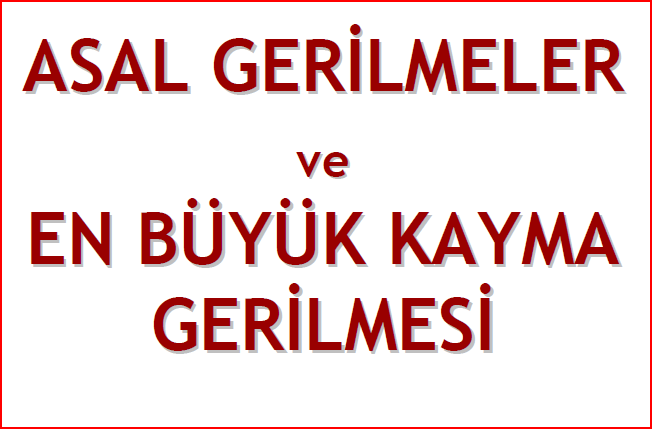 ASAL GERİLMELER
ve
EN BÜYÜK KAYMA
GERİLMESİ